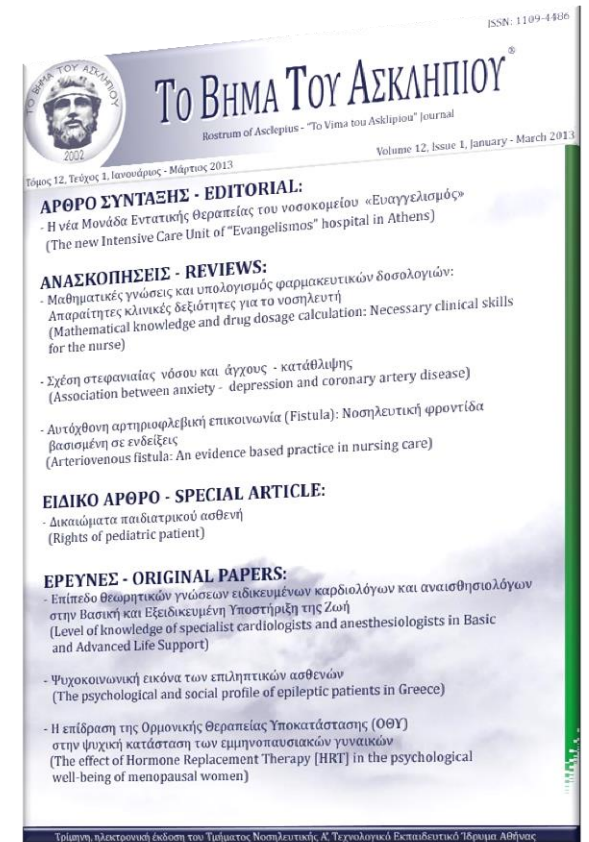 ISSN: 1109-4486
ΤΟ ΒΗΜΑ ΤΟΥ ΑΣΚΛΗΠΙΟΥ
2002
ΤΟ ΒΗΜΑ ΤΟΥ ΑΣΚΛΗΠΙΟΥ®
Rostrum of Asclepius - "To Vima tou Asklipiou" Journal
Τόμος 12, Τεύχος 1, Ιανουάριος - Μάρτιος 2013
Volume 12, Issue 1, January - March 2013
ΑΡΘΡΟ ΣΥΝΤΑΞΗΣ - EDITORIAL:
- Η νέα Μονάδα Εντατικής Θεραπείας του νοσοκομείου «Ευαγγελισμός»
(The new Intensive Care Unit of "Evangelismos" hospital in Athens)
ΑΝΑΣΚΟΠΗΣΕΙΣ - REVIEWS:
- Μαθηματικές γνώσεις και υπολογισμός φαρμακευτικών δοσολογιών:
Απαραίτητες κλινικές δεξιότητες για το νοσηλευτή
(Mathematical knowledge and drug dosage calculation: Necessary clinical skills
for the nurse)
- Σχέση στεφανιαίας νόσου και άγχους - κατάθλιψης
(Association between anxiety - depression and coronary artery disease)
- Αυτόχθονη αρτηριοφλεβική επικοινωνία (Fistula): Νοσηλευτική φροντίδα
βασισμένη σε ενδείξεις
(Arteriovenous fistula: An evidence based practice in nursing care)
ΕΙΔΙΚΟ ΑΡΘΡΟ - SPECIAL ARTICLE:
- Δικαιώματα παιδιατρικού ασθενή
(Rights of pediatric patient)
ΕΡΕΥΝΕΣ - ORIGINAL PAPERS:
- Επίπεδο θεωρητικών γνώσεων ειδικευμένων καρδιολόγων και αναισθησιολόγων
στην Βασική και Εξειδικευμένη Υποστήριξη της Ζωή
(Level of knowledge of specialist cardiologists and anesthesiologists in Basic
and Advanced Life Support)
- Ψυχοκοινωνική εικόνα των επιληπτικών ασθενών
(The psychological and social profile of epileptic patients in Greece)
- Η επίδραση της Ορμονικής Θεραπείας Υποκατάστασης (ΟΘΥ)
στην ψυχική κατάσταση των εμμηνοπαυσιακών γυναικών
(The effect of Hormone Replacement Therapy [HRT] in the psychological
well-being of menopausal women)
Τρίμηνη, ηλεκτρονική έκδοση του Τμήματος Νοσηλευτικής Α', Τεχνολογικό Εκπαιδευτικό Ίδρυμα Αθήνας